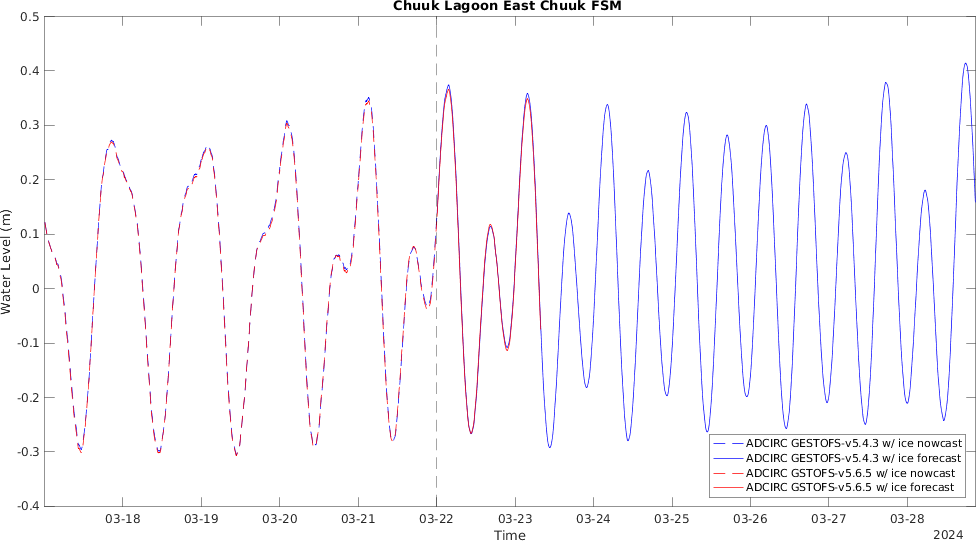 Chuuk Lagoon East Chuuk FSM
0.5
0.4
0.3
0.2
0.1
0
-0.1
-0.2
-0.3
-0.4
Water Level (m)
ADCIRC GESTOFS-v5.4.3 w/ ice nowcast
ADCIRC GESTOFS-v5.4.3 w/ ice forecast
ADCIRC GSTOFS-v5.6.5 w/ ice nowcast
ADCIRC GSTOFS-v5.6.5 w/ ice forecast
03-18 03-19 03-20 03-21 03-22 03-23 03-24 03-25 03-26 03-27 03-28
Time
2024